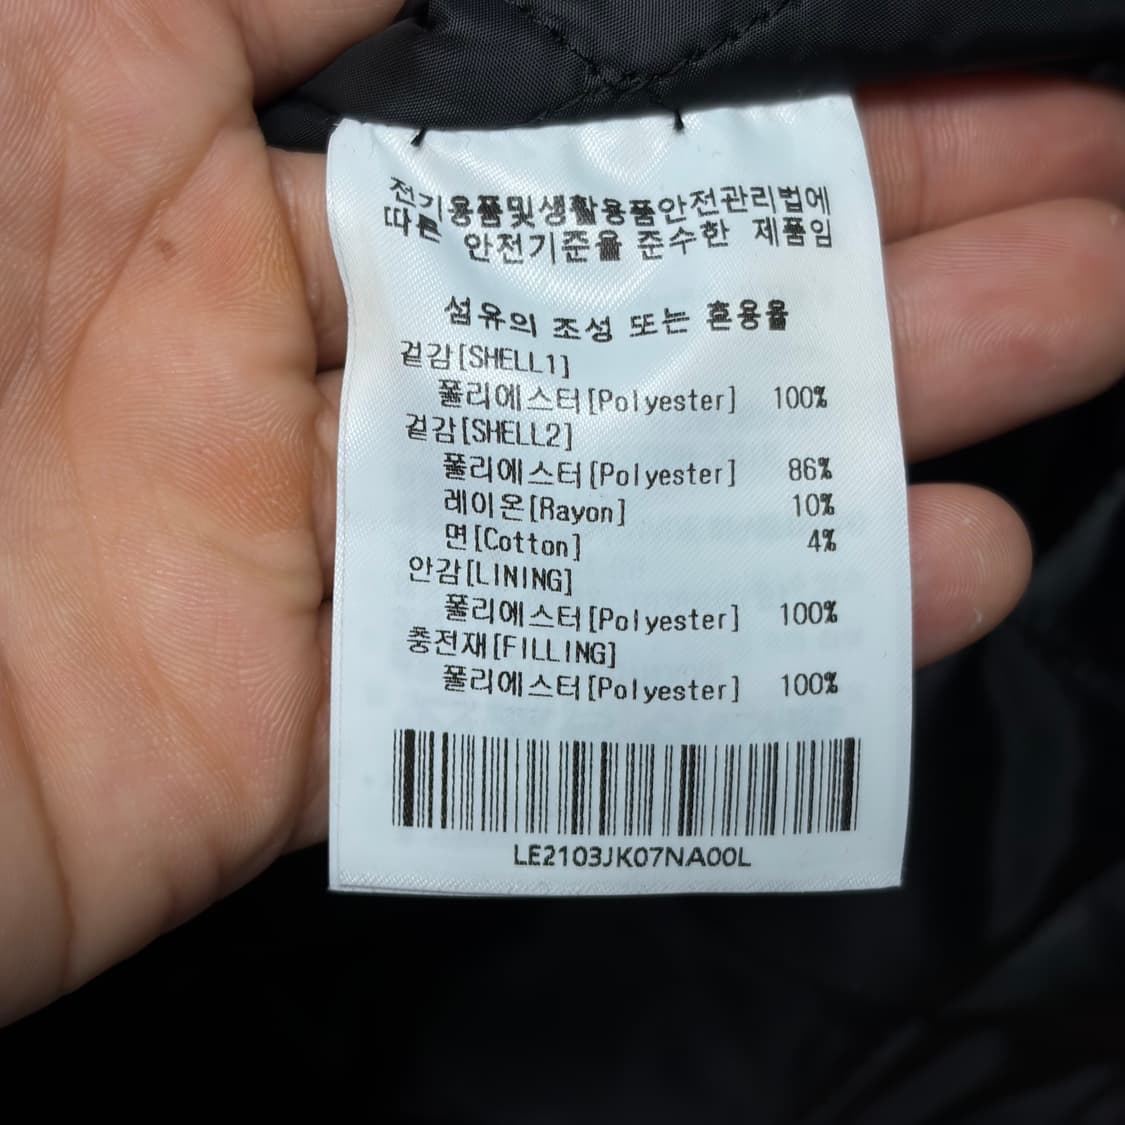 전기용품및생활용품안전관리법에
따른 안전기준을 준수한 제품임
섬유의 조성 또는 혼용율
겉감[SHELL1]
폴리에스터[Polyester] 100%
겉감[SHELL2]
폴리에스터[Polyester] 86%
레이온[Rayon] 10%
면[Cotton] 4%
안감[LINING]
폴리에스터[Polyester] 100%
충전재[FILLING]
폴리에스터[Polyester] 100%
LE2103JK07NA00L